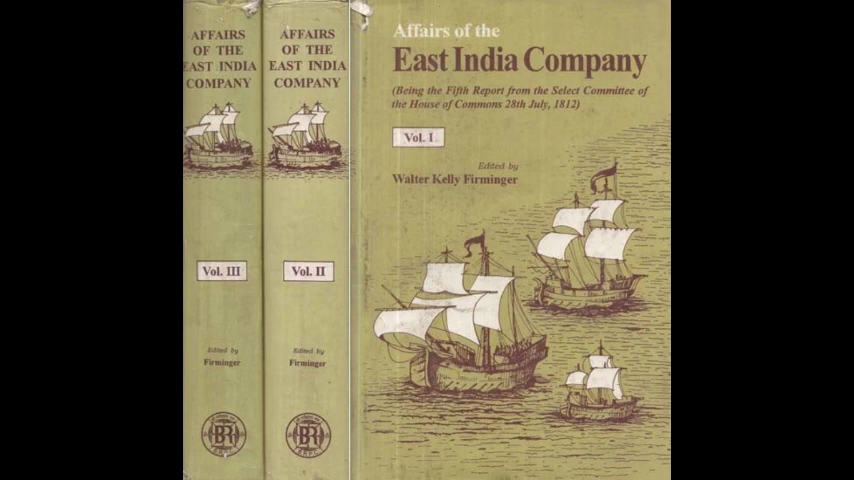 AFFAIRS
OF THE
EAST INDIA
COMPANY
Vol. III
Edited by
Firminger
BR
AFFAIRS
OF THE
EAST INDIA
COMPANY
Vol. II
Edited by
Firminger
BR
Affairs of the
East India Company
(Being the Fifth Report from the Select Committee of
the House of Commons 28th July, 1812)
Vol. I
Edited by
Walter Kelly Firminger